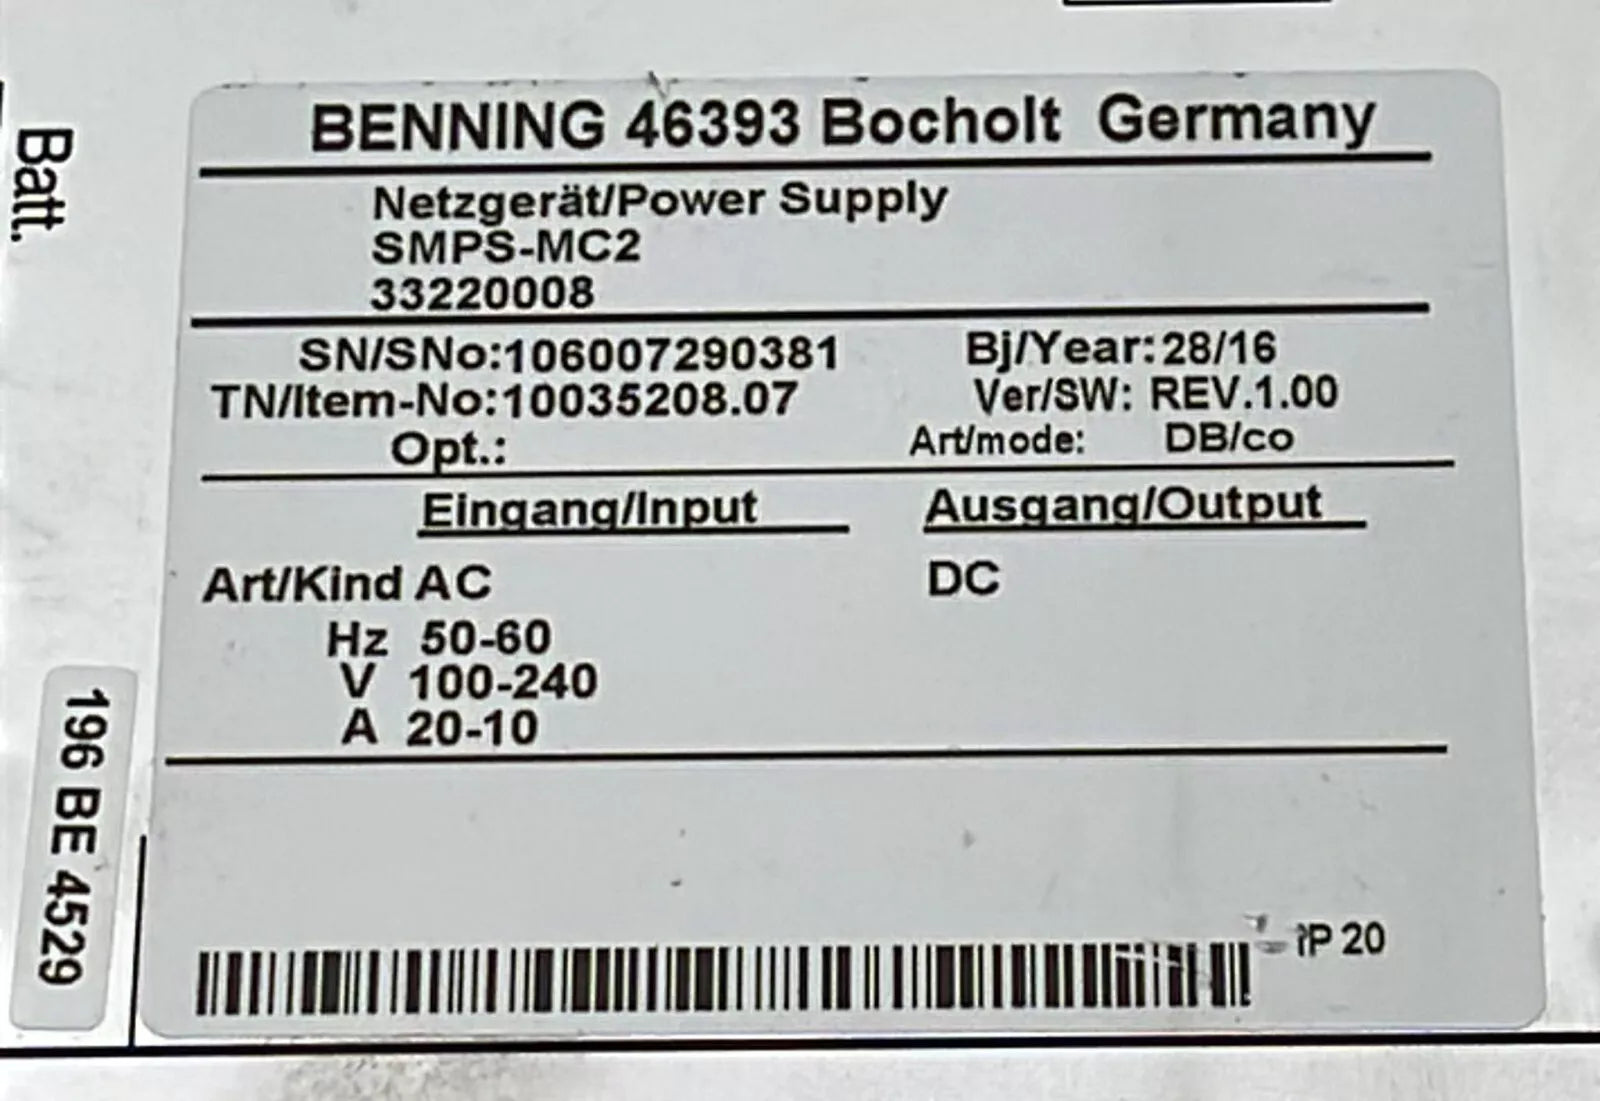 Batt.
BENNING 46393 Bocholt Germany
Netzgerät/Power Supply
SMPS-MC2
33220008
SN/SNo:106007290381 Bj/Year:28/16
TN/Item-No:10035208.07 Ver/SW: REV.1.00
Opt.: Art/mode: DB/co
Eingang/Input Ausgang/Output
Art/Kind AC DC
Hz 50-60
V 100-240
A 20-10
196 BE 4529
IP 20